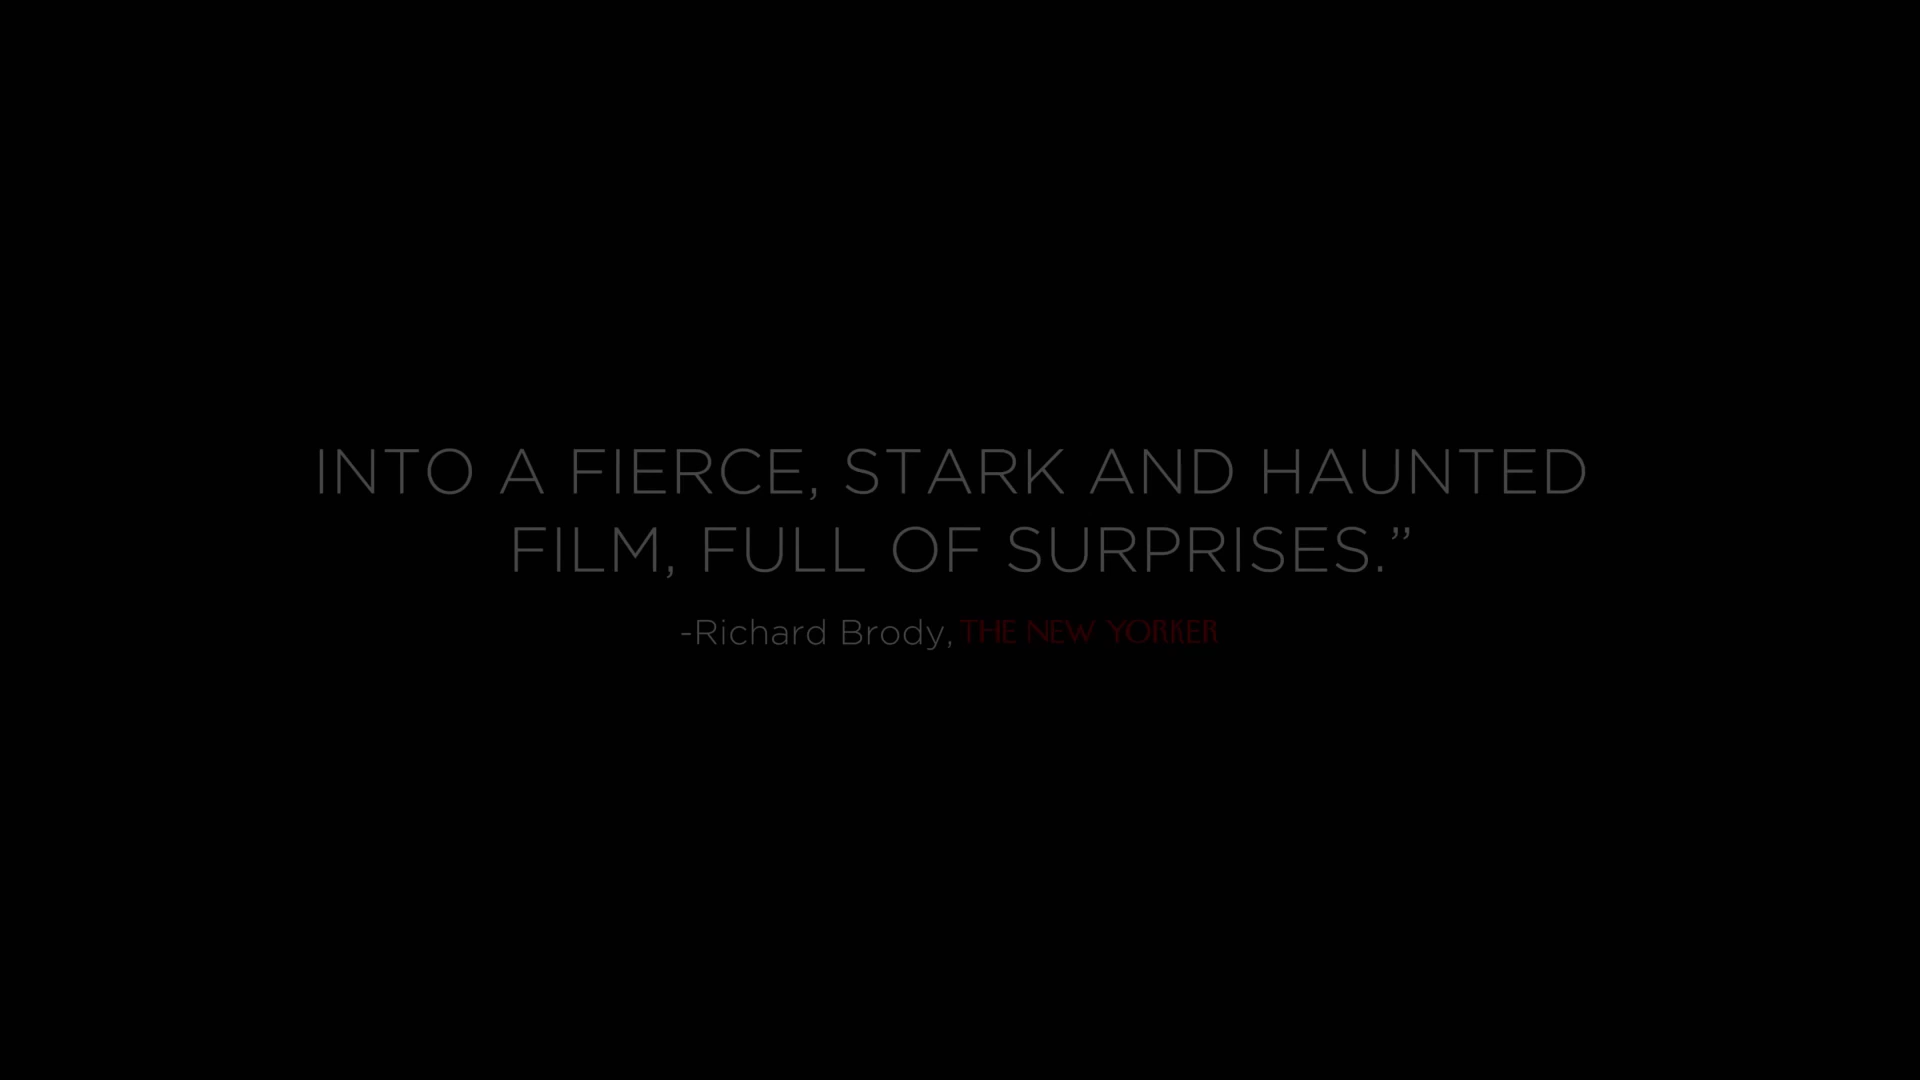 INTO A FIERCE, STARK AND HAUNTED
FILM, FULL OF SURPRISES.”
-Richard Brody, THE NEW YORKER